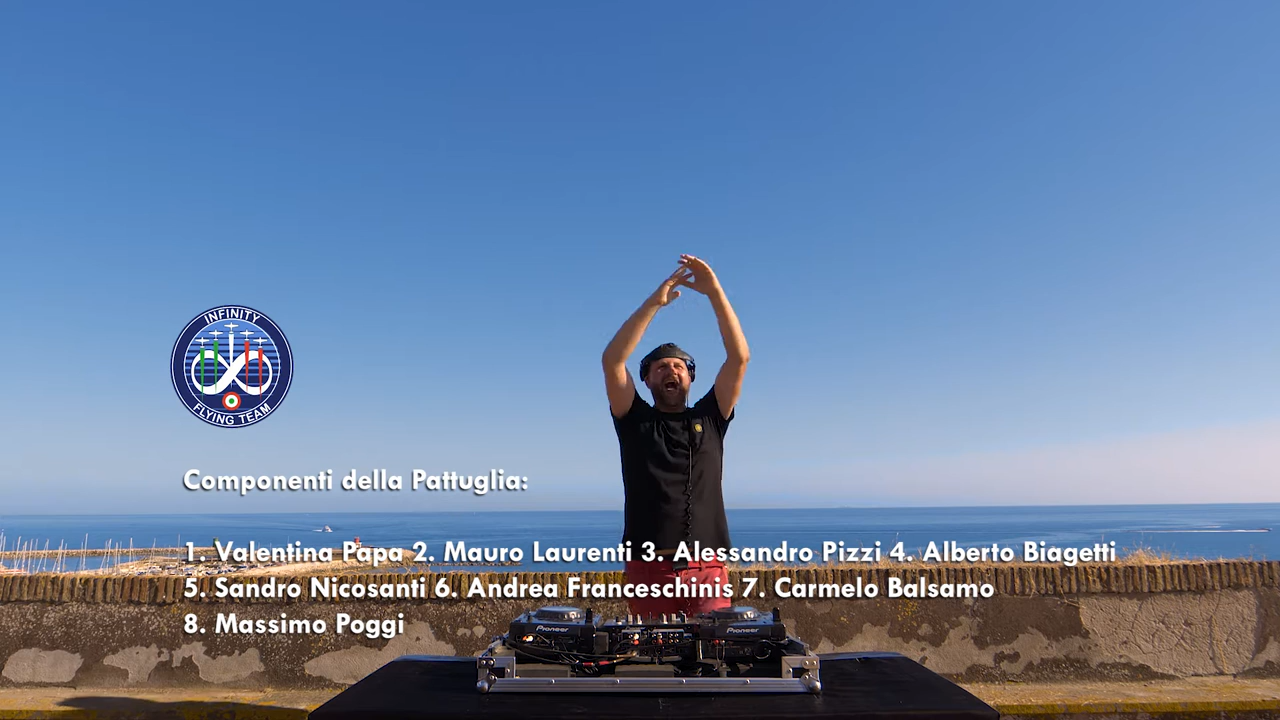 INFINITY
FLYING TEAM
Componenti della Pattuglia:
1. Valentina Papa 2. Mauro Laurenti 3. Alessandro Pizzi 4. Alberto Biagetti
5. Sandro Nicosanti 6. Andrea Franceschinis 7. Carmelo Balsamo
8. Massimo Poggi
Pioneer Pioneer